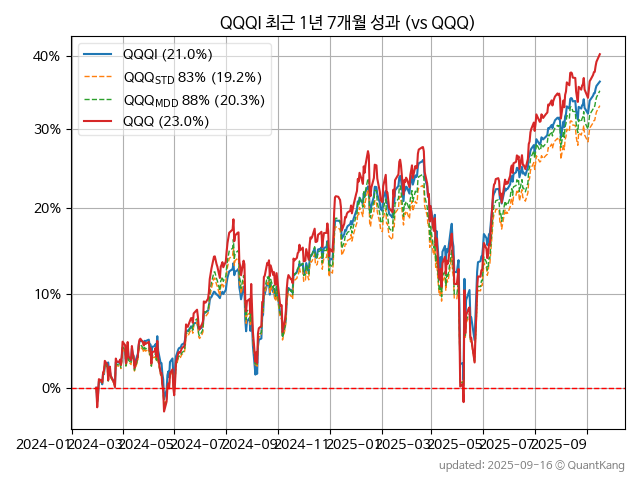 QQQI 최근 1년 7개월 성과 (vs QQQ)
QQQI (21.0%)
QQQSTD 83% (19.2%)
QQQMDD 88% (20.3%)
QQQ (23.0%)
40%
30%
20%
10%
0%
2024-01 2024-03 2024-05 2024-07 2024-09 2024-11 2025-01 2025-03 2025-05 2025-07 2025-09
updated: 2025-09-16 © QuantKang